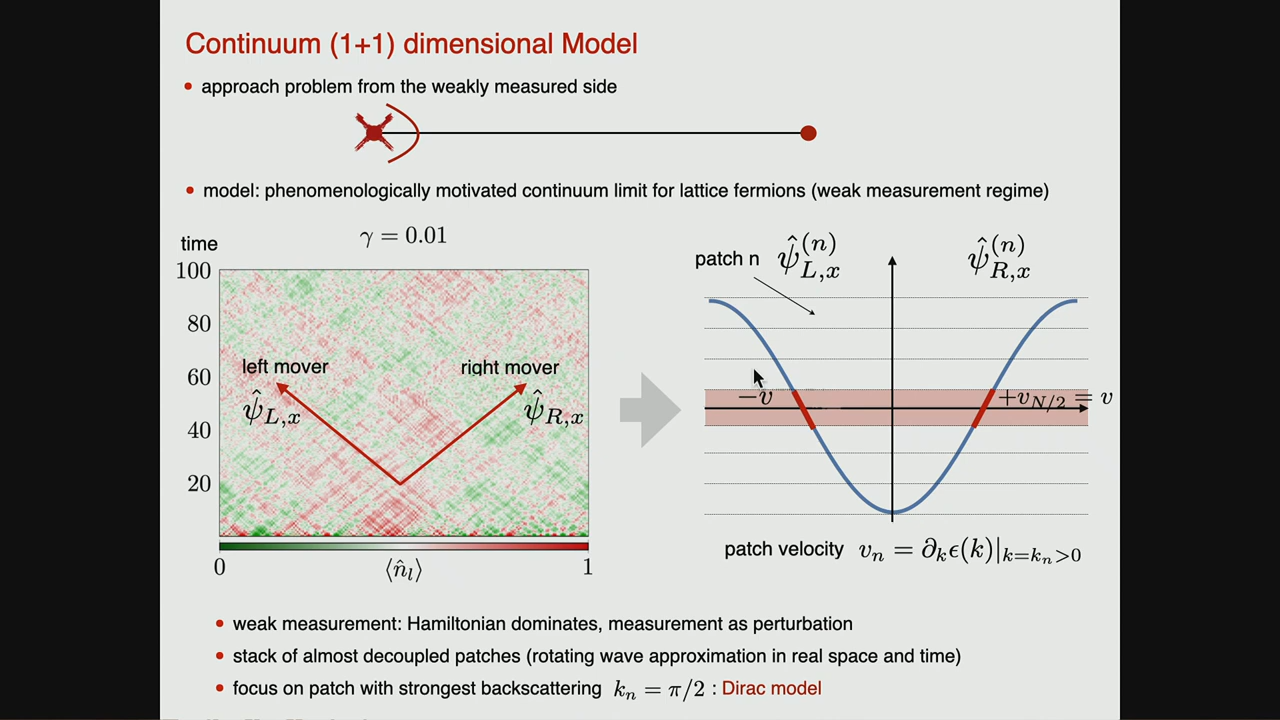 Continuum (1+1) dimensional Model
• approach problem from the weakly measured side
• model: phenomenologically motivated continuum limit for lattice fermions (weak measurement regime)
time
γ = 0.01
100
80
60
40
20
left mover
right mover
ψ̂_{L,x}
ψ̂_{R,x}
0
⟨n̂_l⟩
1
patch n
ψ̂^{(n)}_{L,x}
ψ̂^{(n)}_{R,x}
−v
+v_{N/2} = v
patch velocity v_n = ∂_k ϵ(k)|_{k=k_n>0}
• weak measurement: Hamiltonian dominates, measurement as perturbation
• stack of almost decoupled patches (rotating wave approximation in real space and time)
• focus on patch with strongest backscattering k_n = π/2 : Dirac model